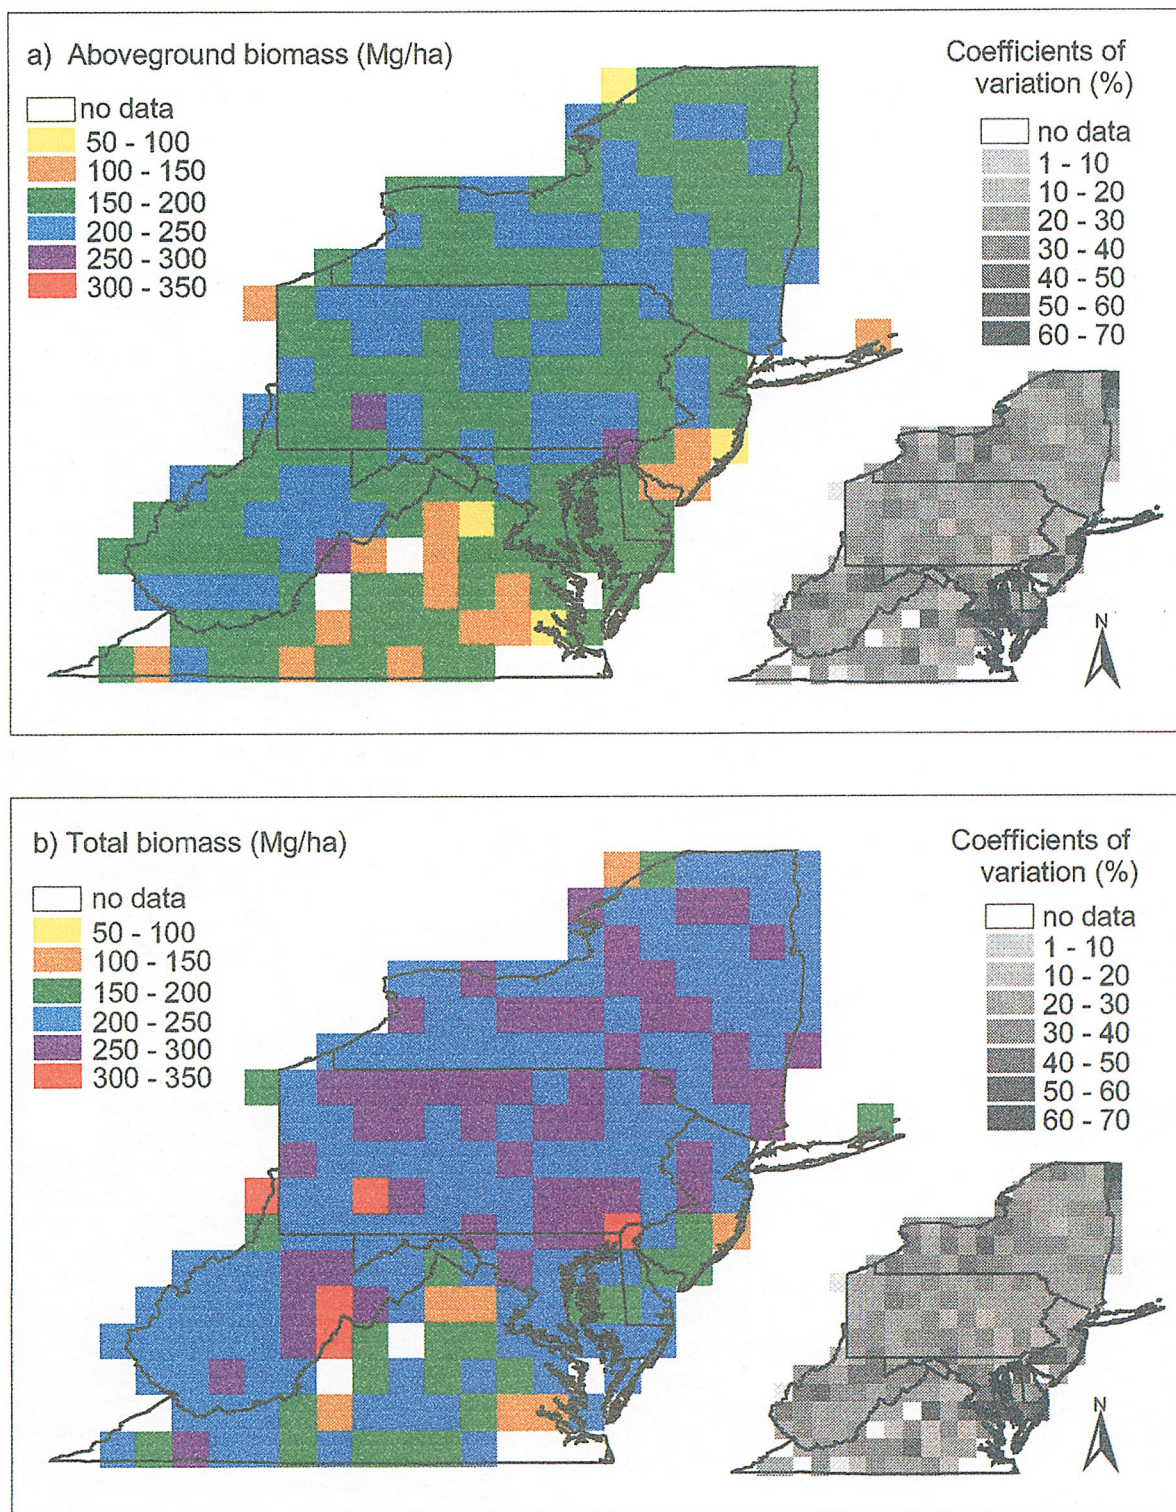 a) Aboveground biomass (Mg/ha)
no data
50 - 100
100 - 150
150 - 200
200 - 250
250 - 300
300 - 350
Coefficients of
variation (%)
no data
1 - 10
10 - 20
20 - 30
30 - 40
40 - 50
50 - 60
60 - 70
N
b) Total biomass (Mg/ha)
no data
50 - 100
100 - 150
150 - 200
200 - 250
250 - 300
300 - 350
Coefficients of
variation (%)
no data
1 - 10
10 - 20
20 - 30
30 - 40
40 - 50
50 - 60
60 - 70
N